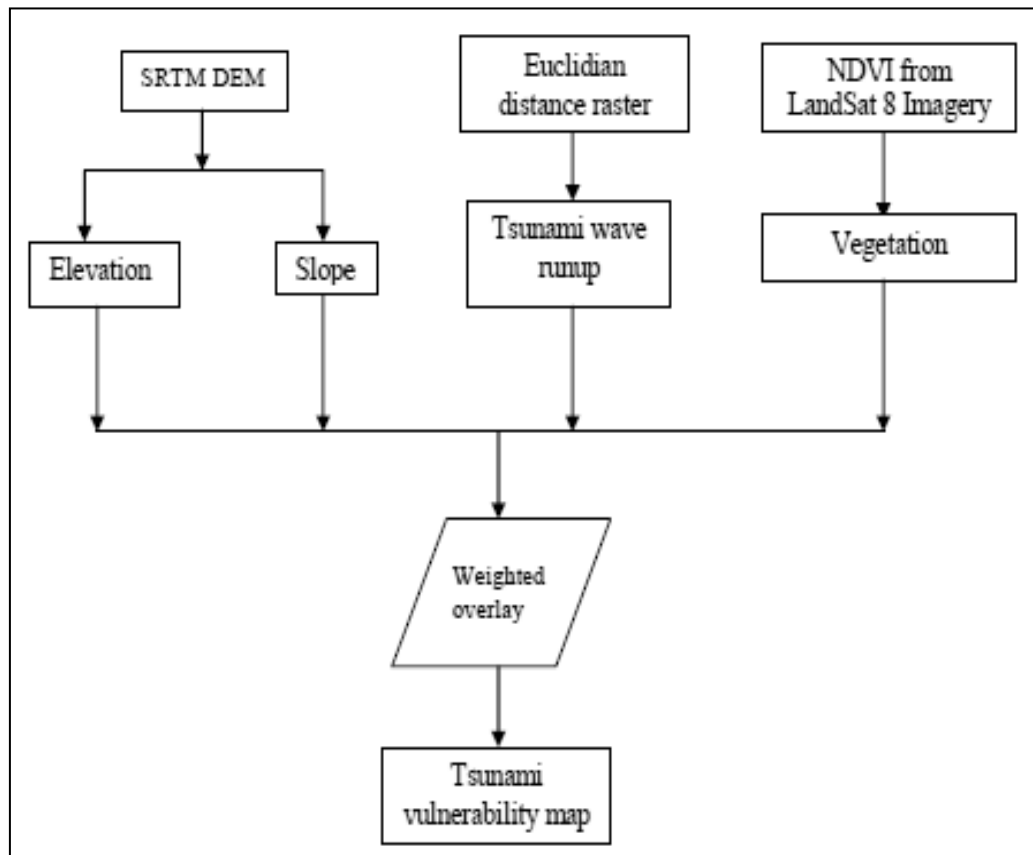 SRTM DEM
Euclidian
distance raster
NDVI from
LandSat 8 Imagery
Elevation
Slope
Tsunami wave
runup
Vegetation
Weighted
overlay
Tsunami
vulnerability map